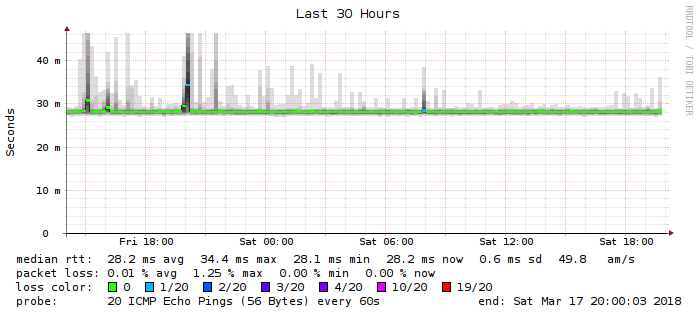 Last 30 Hours
RRDTOOL / TOBI OETIKER
Seconds
40 m
30 m
20 m
10 m
0
Fri 18:00 Sat 00:00 Sat 06:00 Sat 12:00 Sat 18:00
median rtt: 28.2 ms avg 34.4 ms max 28.1 ms min 28.2 ms now 0.6 ms sd 49.8 am/s
packet loss: 0.01 % avg 1.25 % max 0.00 % min 0.00 % now
loss color: 0 1/20 2/20 3/20 4/20 10/20 19/20
probe: 20 ICMP Echo Pings (56 Bytes) every 60s end: Sat Mar 17 20:00:03 2018